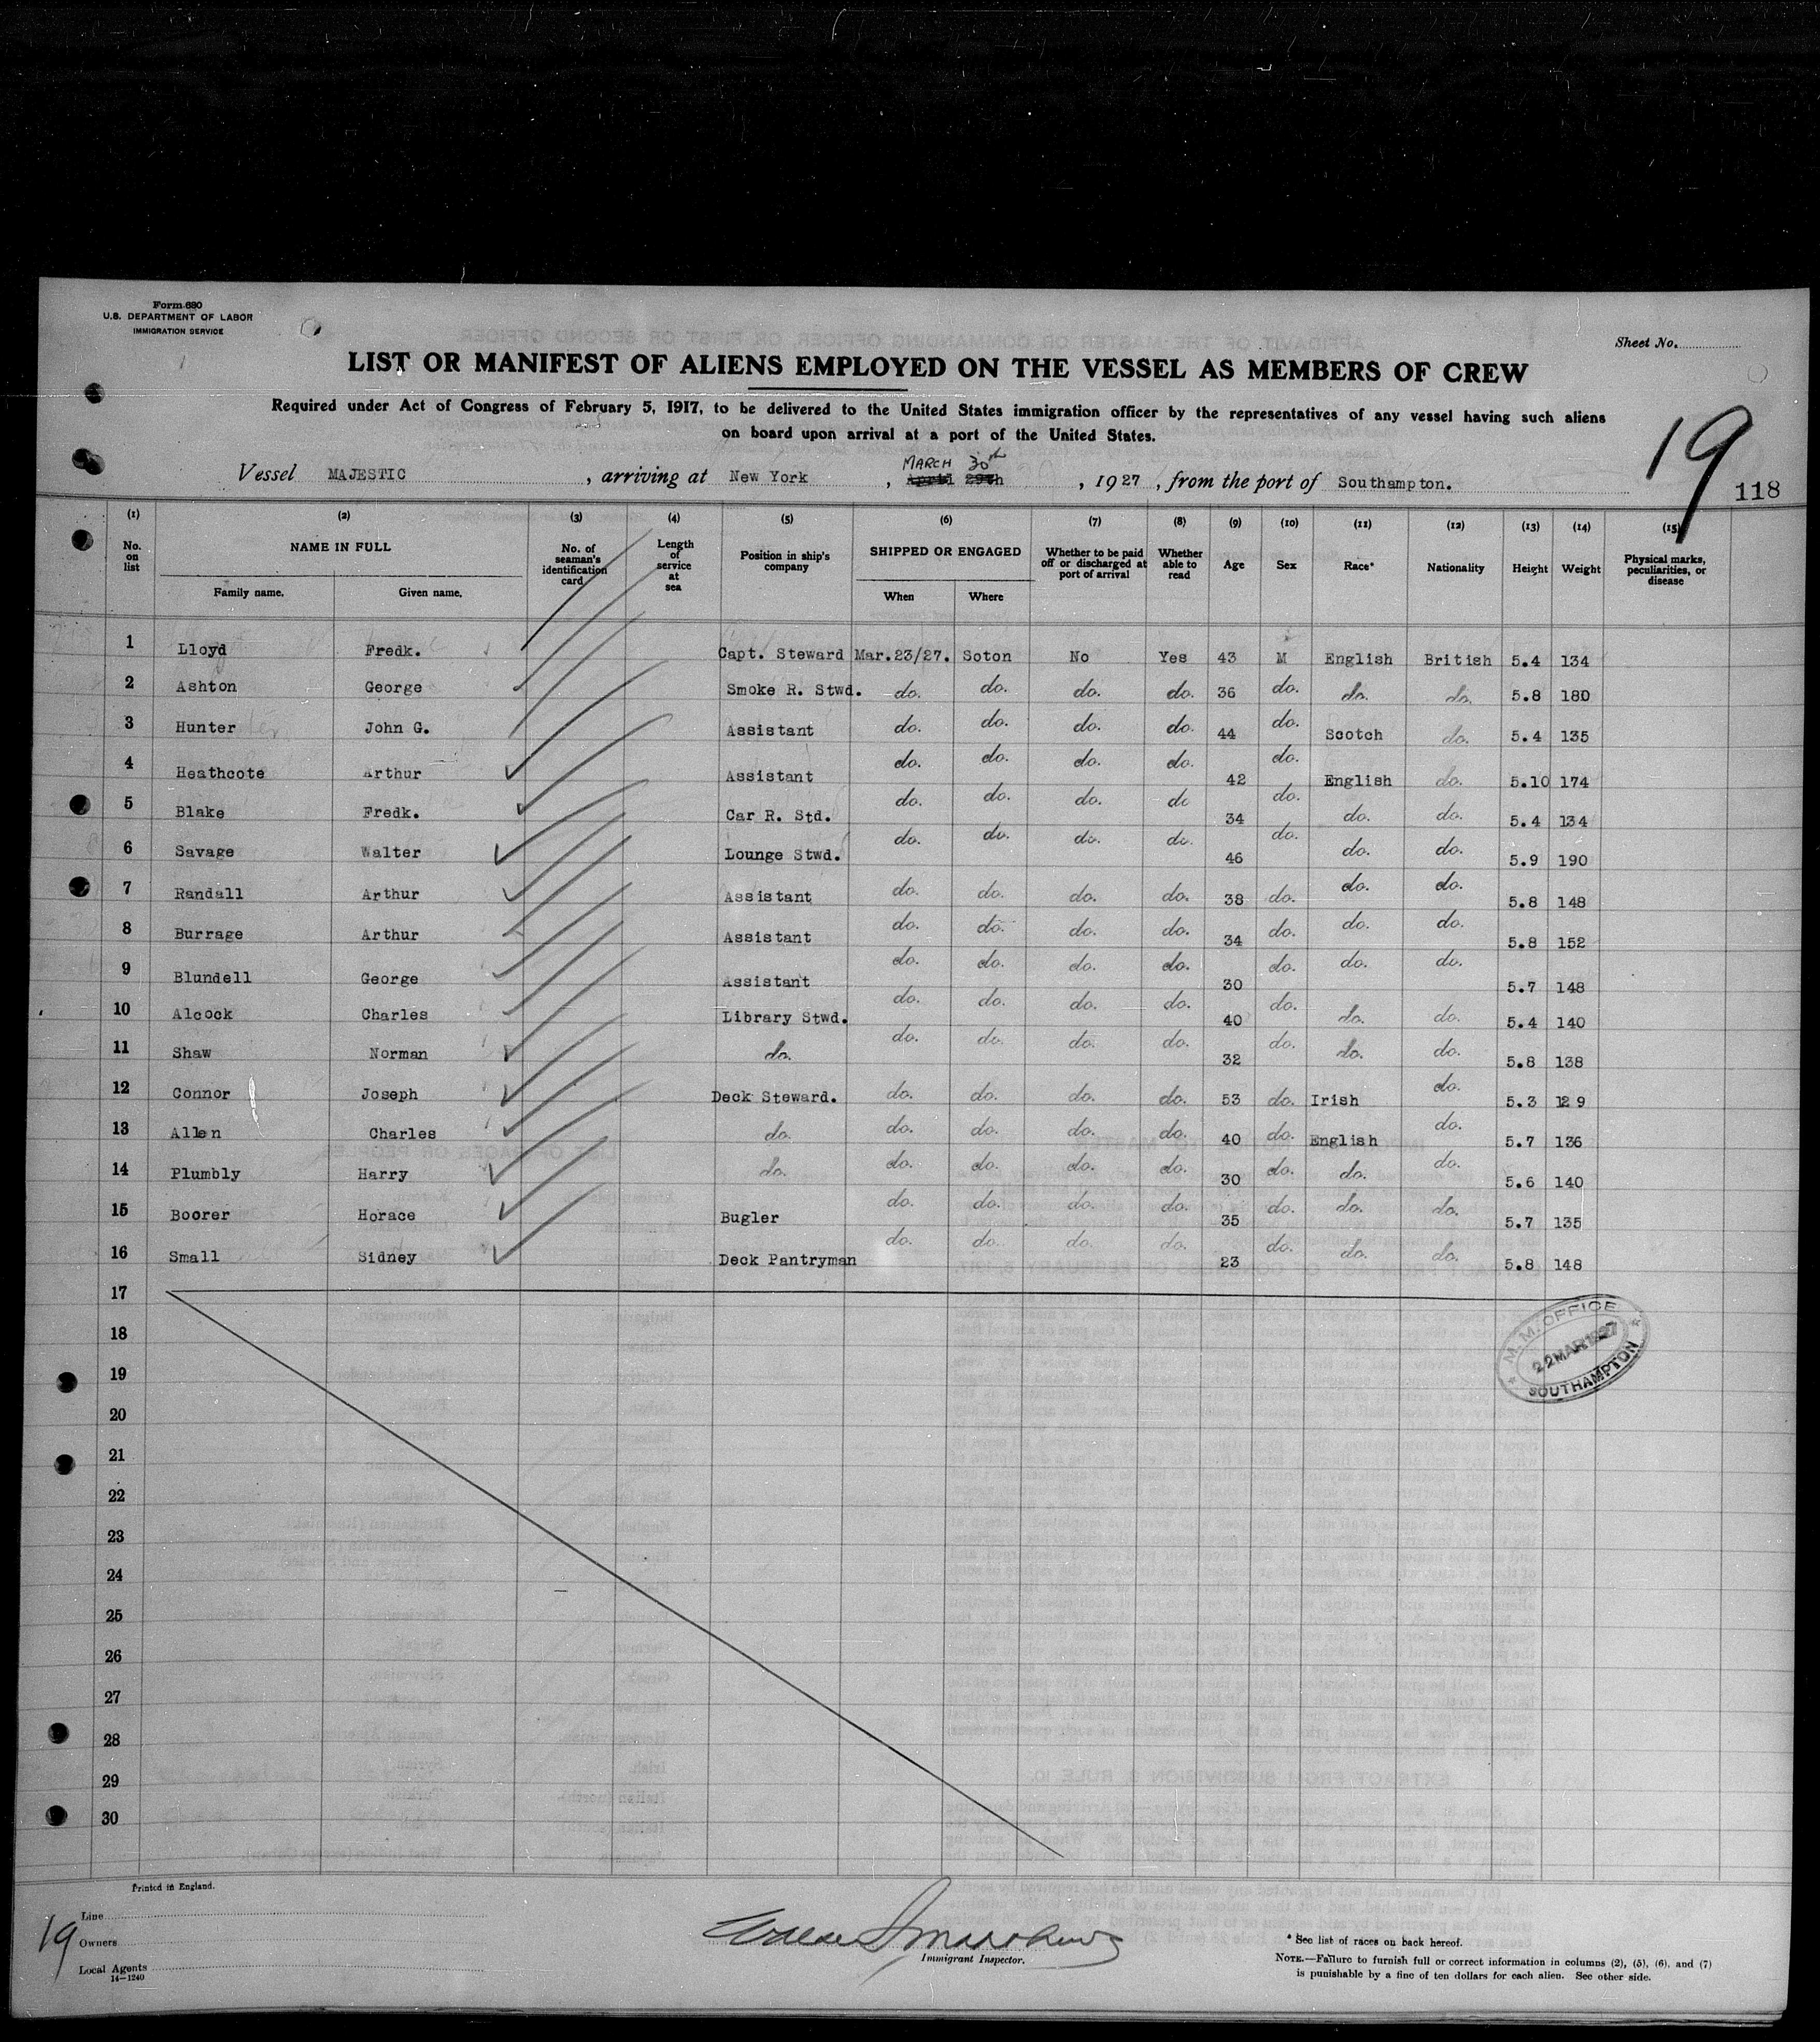 Form 680
U.S. DEPARTMENT OF LABOR
IMMIGRATION SERVICE
Sheet No.
LIST OR MANIFEST OF ALIENS EMPLOYED ON THE VESSEL AS MEMBERS OF CREW
Required under Act of Congress of February 5, 1917, to be delivered to the United States immigration officer by the representatives of any vessel having such aliens
on board upon arrival at a port of the United States.
19
MARCH 30th
Vessel MAJESTIC, arriving at New York, April 29th, 1927, from the port of Southampton.
118
(1) (2) (3) (4) (5) (6) (7) (8) (9) (10) (11) (12) (13) (14) (15)
No. on list NAME IN FULL Family name. Given name. No. of seaman's identification card Length of service at sea Position in ship's company SHIPPED OR ENGAGED When Where Whether to be paid off or discharged at port of arrival Whether able to read Age Sex Race* Nationality Height Weight Physical marks, peculiarities, or disease
1 Lloyd Fredk. Capt. Steward Mar.23/27. Soton No Yes 43 M English British 5.4 134
2 Ashton George Smoke R. Stwd. do. do. do. do. 36 do. do. do. 5.8 180
3 Hunter John G. Assistant do. do. do. do. 44 do. Scotch do. 5.4 135
4 Heathcote Arthur Assistant do. do. do. do. 42 do. English do. 5.10 174
5 Blake Fredk. Car R. Std. do. do. do. do 34 do. do. do. 5.4 134
6 Savage Walter Lounge Stwd. do. do. do. do. 46 do. do. do. 5.9 190
7 Randall Arthur Assistant do. do. do. do. 38 do. do. do. 5.8 148
8 Burrage Arthur Assistant do. do. do. do. 34 do. do. do. 5.8 152
9 Blundell George Assistant do. do. do. do. 30 do. do. do. 5.7 148
10 Alcock Charles Library Stwd. do. do. do. do. 40 do. do. do. 5.4 140
11 Shaw Norman do. do. do. do. do. 32 do. do. do. 5.8 138
12 Connor Joseph Deck Steward. do. do. do. do. 53 do. Irish do. 5.3 129
13 Allen Charles do. do. do. do. do. 40 do. English do. 5.7 136
14 Plumbly Harry do. do. do. do. do. 30 do. do. do. 5.6 140
15 Boorer Horace Bugler do. do. do. do. 35 do. do. do. 5.7 135
16 Small Sidney Deck Pantryman do. do. do. do. 23 do. do. do. 5.8 148
17
18
19
20
21
22
23
24
25
26
27
28
29
30
M. M. OFFICE
22 MAR 1927
SOUTHAMPTON
Printed in England.
19
Line
Owners
Local Agents
14—1240
Immigrant Inspector.
* See list of races on back hereof.
NOTE.—Failure to furnish full or correct information in columns (2), (5), (6), and (7)
is punishable by a fine of ten dollars for each alien. See other side.